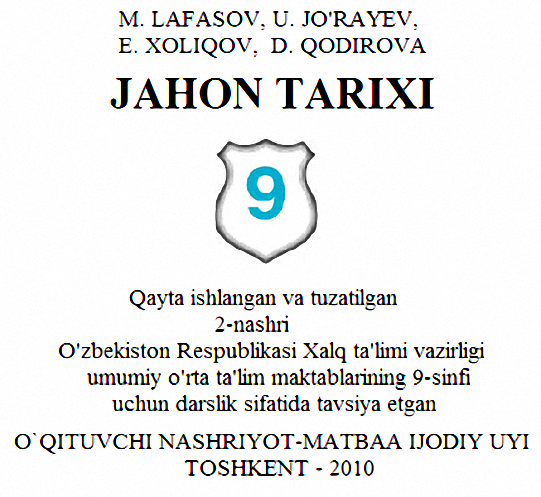 M. LAFASOV, U. JO'RAYEV,
E. XOLIQOV, D. QODIROVA
JAHON TARIXI
9
Qayta ishlangan va tuzatilgan
2-nashri
O'zbekiston Respublikasi Xalq ta'limi vazirligi
umumiy o'rta ta'lim maktablarining 9-sinfi
uchun darslik sifatida tavsiya etgan
O`QITUVCHI NASHRIYOT-MATBAA IJODIY UYI
TOSHKENT - 2010